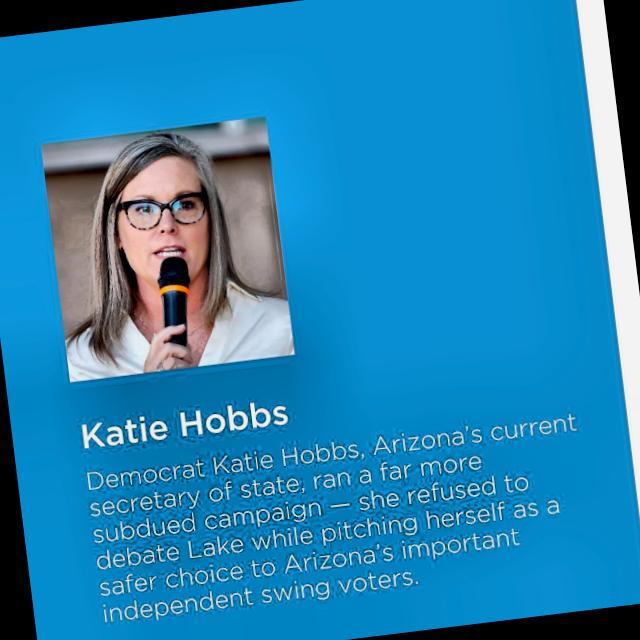 Katie Hobbs
Democrat Katie Hobbs, Arizona's current
secretary of state, ran a far more
subdued campaign — she refused to
debate Lake while pitching herself as a
safer choice to Arizona's important
independent swing voters.